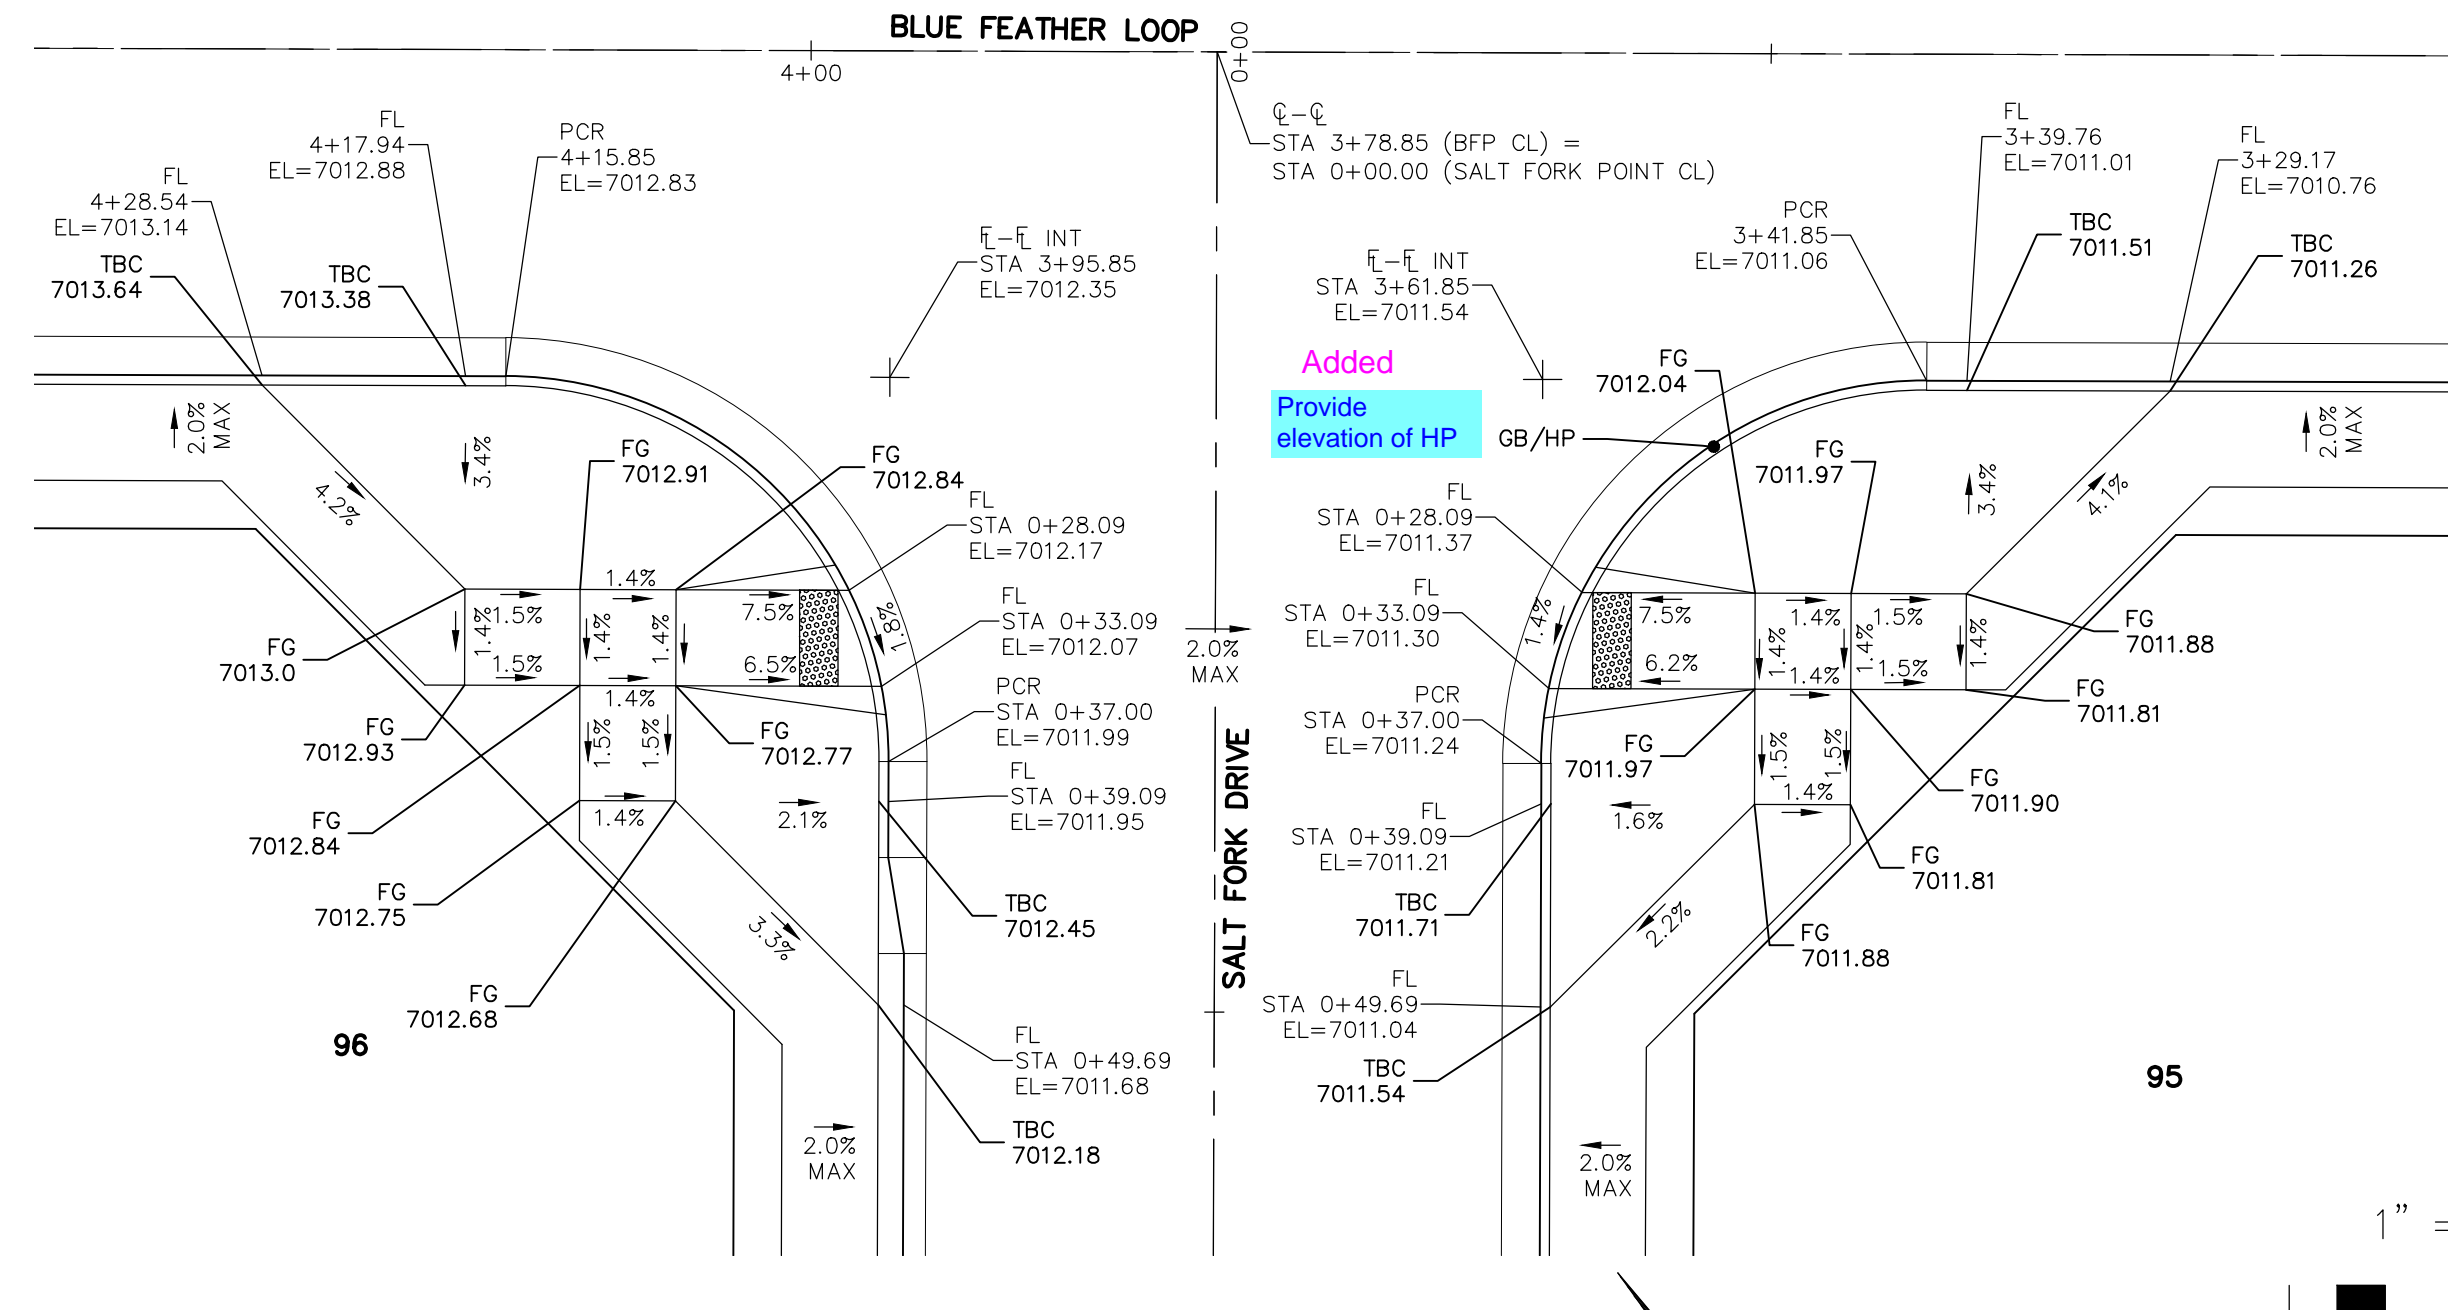 BLUE FEATHER LOOP
4+00
0+00
℄-℄
STA 3+78.85 (BFP CL) =
STA 0+00.00 (SALT FORK POINT CL)
FL
4+17.94
EL=7012.88
PCR
4+15.85
EL=7012.83
FL
4+28.54
EL=7013.14
TBC
7013.64
TBC
7013.38
FL-FL INT
STA 3+95.85
EL=7012.35
FL-FL INT
STA 3+61.85
EL=7011.54
PCR
3+41.85
EL=7011.06
FL
3+39.76
EL=7011.01
FL
3+29.17
EL=7010.76
TBC
7011.51
TBC
7011.26
Added
Provide
elevation of HP
GB/HP
FG
7012.04
FG
7011.97
2.0%
MAX
3.4%
4.2%
FG
7012.91
FG
7012.84
FL
STA 0+28.09
EL=7012.17
FL
STA 0+33.09
EL=7012.07
PCR
STA 0+37.00
EL=7011.99
FL
STA 0+39.09
EL=7011.95
1.4%
1.5%
7.5%
1.8%
1.4%
1.4%
1.4%
1.5%
6.5%
1.4%
FG
7013.0
FG
7012.93
FG
7012.84
FG
7012.75
FG
7012.68
1.5%
1.5%
1.4%
FG
7012.77
2.1%
3.3%
TBC
7012.45
FL
STA 0+49.69
EL=7011.68
TBC
7012.18
2.0%
MAX
96
2.0%
MAX
SALT FORK DRIVE
FL
STA 0+28.09
EL=7011.37
FL
STA 0+33.09
EL=7011.30
PCR
STA 0+37.00
EL=7011.24
FL
STA 0+39.09
EL=7011.21
TBC
7011.71
FL
STA 0+49.69
EL=7011.04
TBC
7011.54
1.4%
7.5%
1.4%
1.5%
3.4%
4.1%
2.0%
MAX
6.2%
1.4%
1.4%
1.4%
1.4%
1.5%
FG
7011.88
FG
7011.81
FG
7011.97
1.5%
1.5%
1.4%
FG
7011.90
FG
7011.81
FG
7011.88
1.6%
2.2%
2.0%
MAX
95
1" =